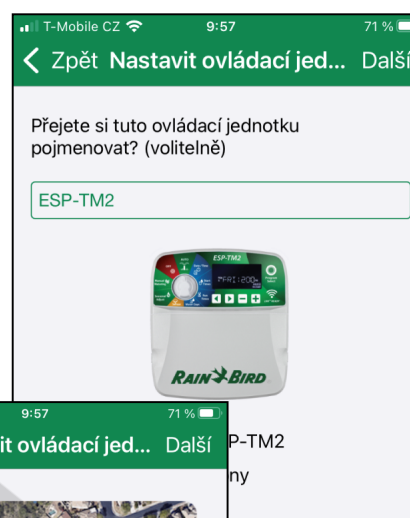 T-Mobile CZ 9:57 71 %
Zpět Nastavit ovládací jed... Další
Přejete si tuto ovládací jednotku
pojmenovat? (volitelně)
ESP-TM2
ESP-TM2
RAIN BIRD
P-TM2
ny
9:57 71 %
it ovládací jed... Další